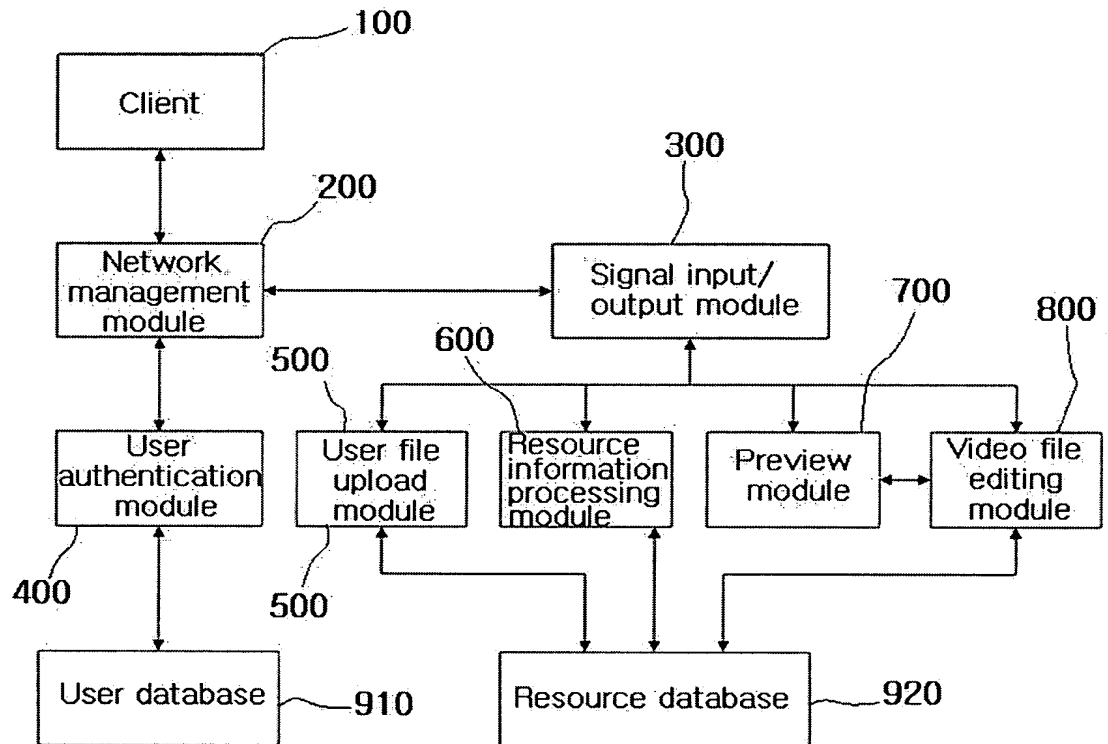 100
Client
300
200
Network
management
module
Signal input/
output module
700
800
500
600
User
authentication
module
User file
upload
module
Resource
information
processing
module
Preview
module
Video file
editing
module
400
500
User database
910
Resource database
920